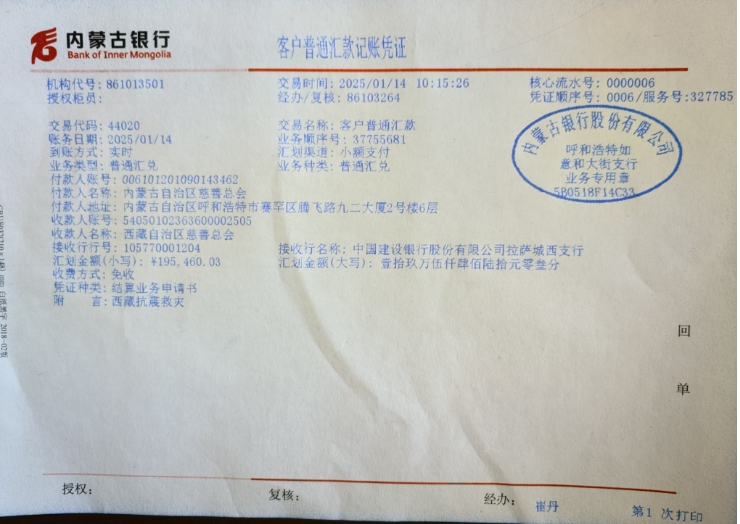 内蒙古银行
Bank of Inner Mongolia
客户普通汇款记账凭证
机构代号: 861013501 交易时间: 2025/01/14 10:15:26 核心流水号: 0000006
授权柜员: 经办/复核: 86103264 凭证顺序号: 0006/服务号:327785
交易代码: 44020 交易名称: 客户普通汇款
账务日期: 2025/01/14 业务顺序号: 37755681
到账方式: 实时 汇划渠道: 小额支付
业务类型: 普通汇兑 业务种类: 普通汇兑
付款人账号: 006101201090143462
付款人名称: 内蒙古自治区慈善总会
付款人地址: 内蒙古自治区呼和浩特市赛罕区腾飞路九二大厦2号楼6层
收款人账号: 54050102363600002505
收款人名称: 西藏自治区慈善总会
接收行行号: 105770001204 接收行名称: 中国建设银行股份有限公司拉萨城西支行
汇划金额(小写): ¥195,460.03 汇划金额(大写): 壹拾玖万伍仟肆佰陆拾元零叁分
收费方式: 免收
凭证种类: 结算业务申请书
附 言: 西藏抗震救灾
内蒙古银行股份有限公司
呼和浩特如
意和大街支行
业务专用章
5B0518F14C33
回
单
授权: 复核: 经办: 崔丹 第1 次打印